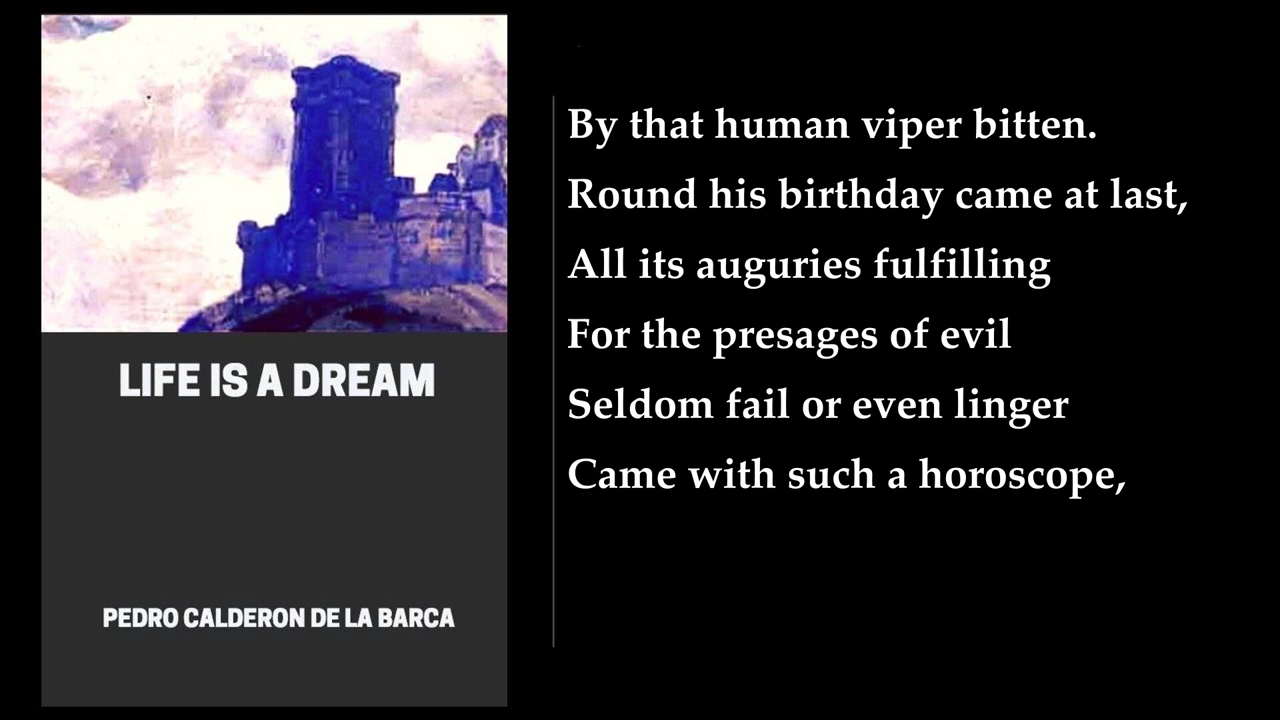 LIFE IS A DREAM
PEDRO CALDERON DE LA BARCA
By that human viper bitten.
Round his birthday came at last,
All its auguries fulfilling
For the presages of evil
Seldom fail or even linger
Came with such a horoscope,